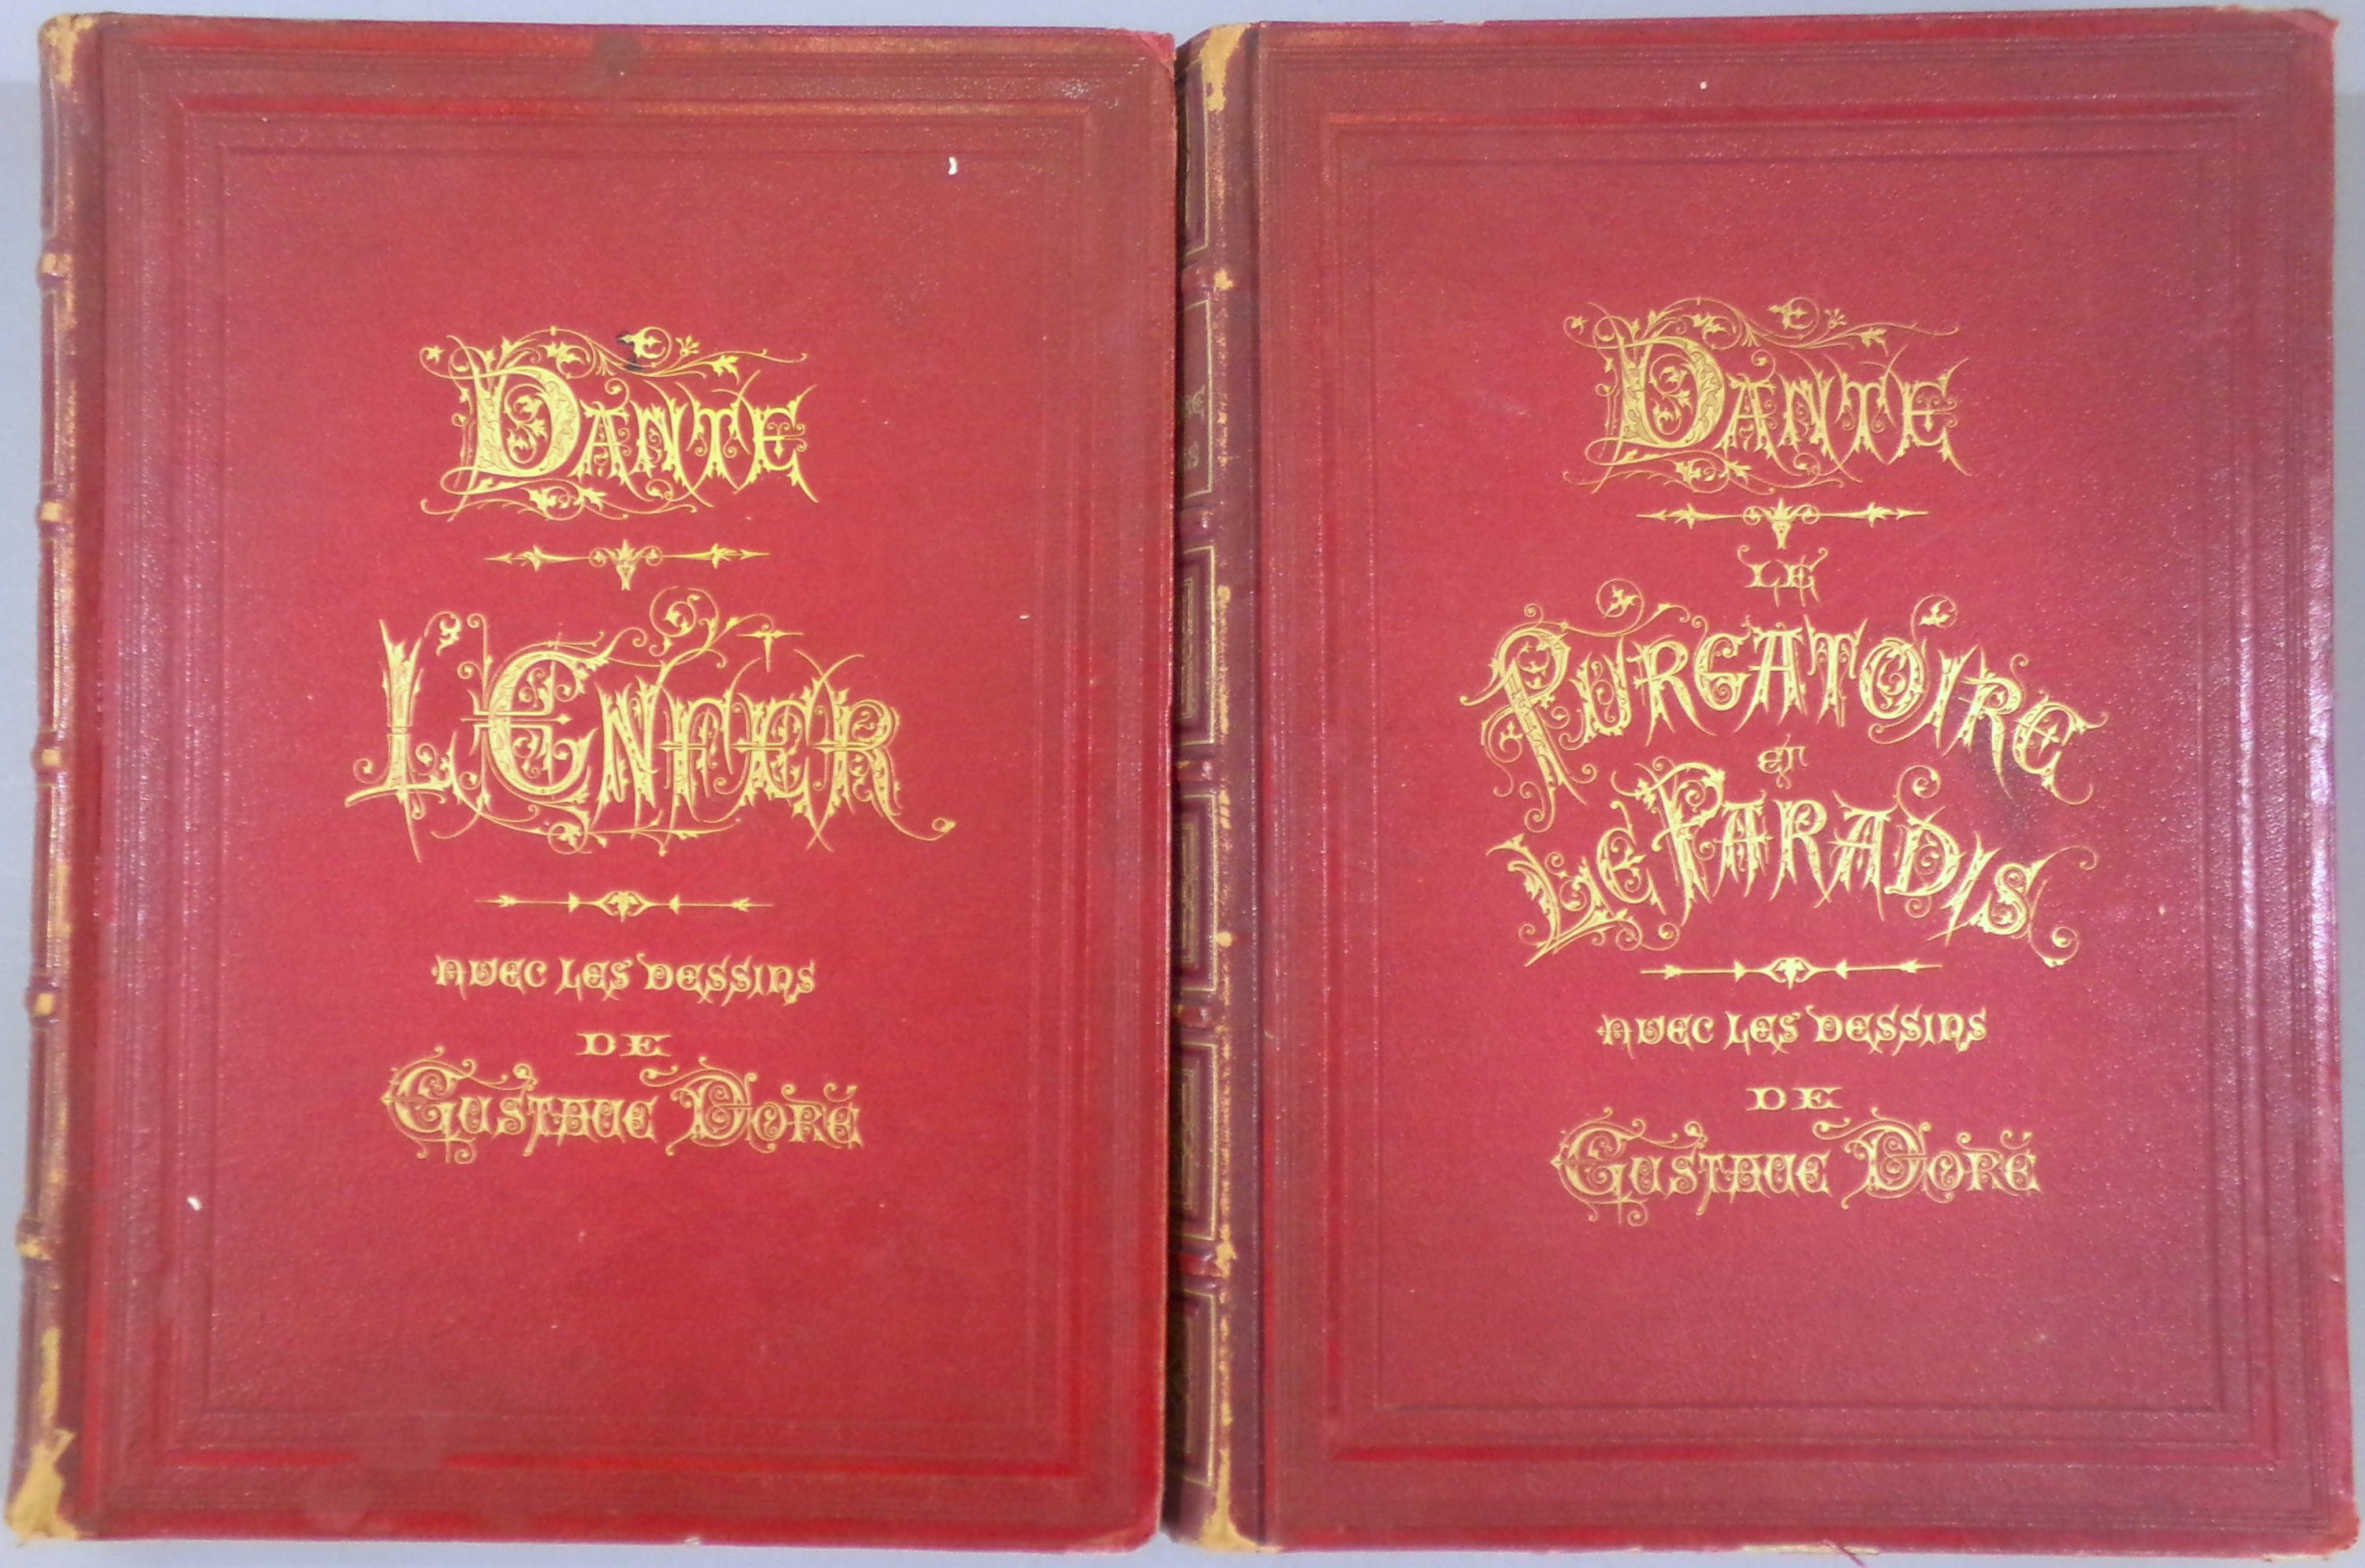 DANTE
L'ENFER
AVEC LES DESSINS
DE
GUSTAVE DORÉ
DANTE
LE
PURGATOIRE
ET
LE PARADIS
AVEC LES DESSINS
DE
GUSTAVE DORÉ